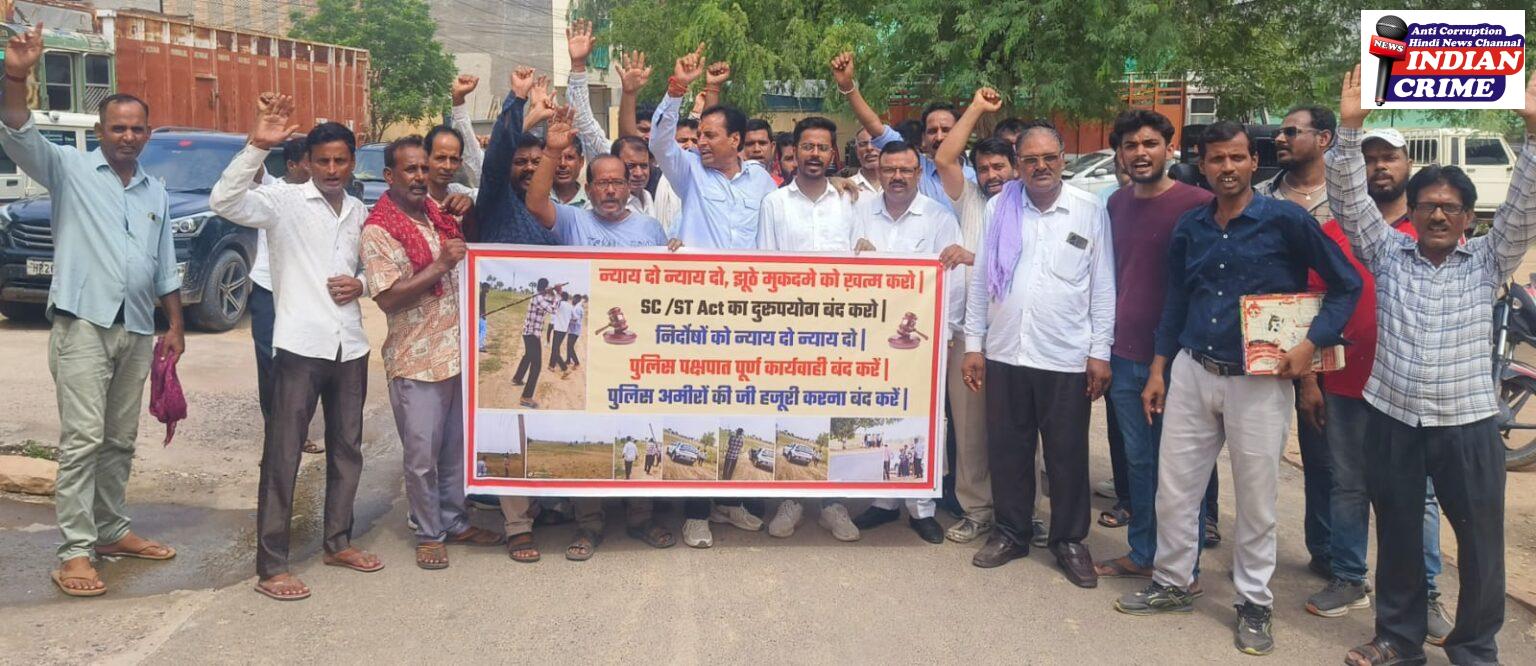 Anti Corruption
Hindi News Channel
NEWS
INDIAN
CRIME
न्याय दो न्याय दो, झूठे मुकदमे को ख़त्म करो |
SC /ST Act का दुरुपयोग बंद करो |
निर्दोषों को न्याय दो न्याय दो |
पुलिस पक्षपात पूर्ण कार्यवाही बंद करें |
पुलिस अमीरों की जी हजूरी करना बंद करें |